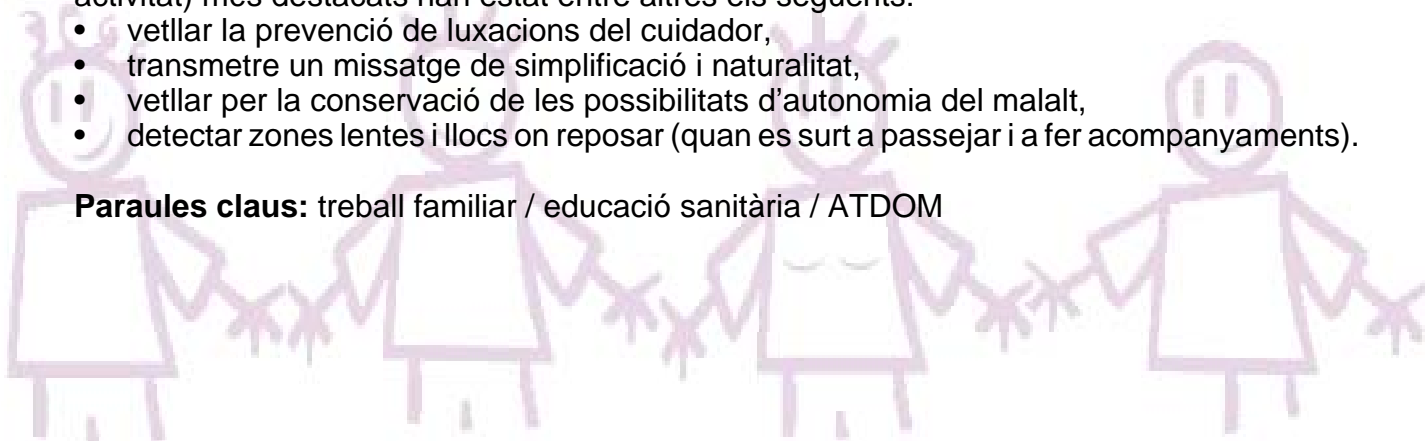 activitat) més destacats han estat entre altres els següents:
• vetllar la prevenció de luxacions del cuidador,
• transmetre un missatge de simplificació i naturalitat,
• vetllar per la conservació de les possibilitats d'autonomia del malalt,
• detectar zones lentes i llocs on reposar (quan es surt a passejar i a fer acompanyaments).
Paraules claus: treball familiar / educació sanitària / ATDOM